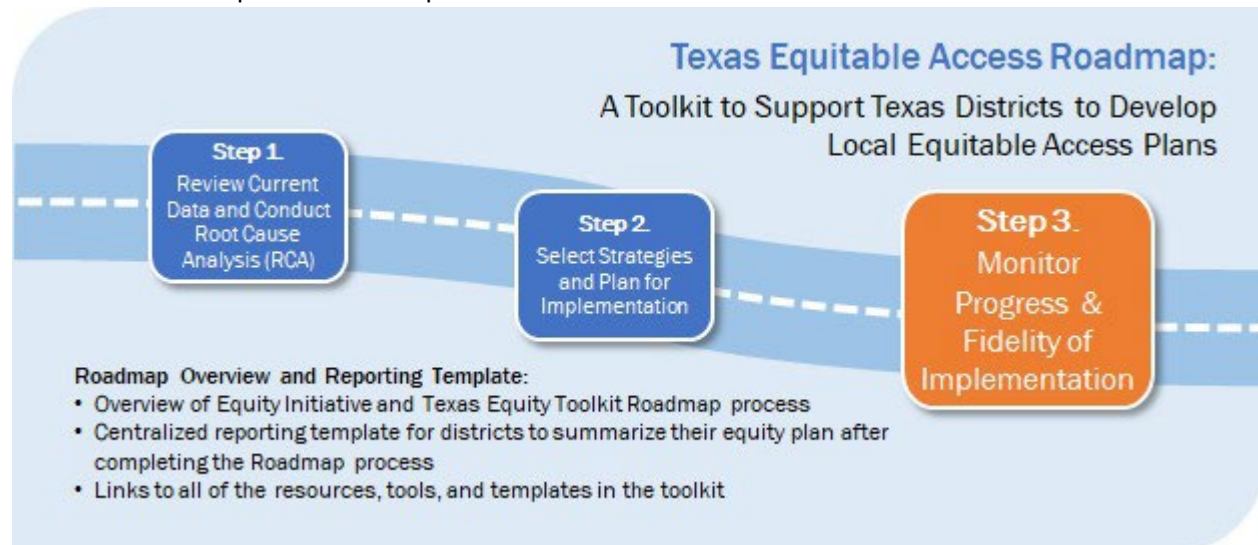 Texas Equitable Access Roadmap:
A Toolkit to Support Texas Districts to Develop
Local Equitable Access Plans
Step 1.
Review Current
Data and Conduct
Root Cause
Analysis (RCA)
Step 2.
Select Strategies
and Plan for
Implementation
Step 3.
Monitor
Progress &
Fidelity of
Implementation
Roadmap Overview and Reporting Template:
• Overview of Equity Initiative and Texas Equity Toolkit Roadmap process
• Centralized reporting template for districts to summarize their equity plan after
completing the Roadmap process
• Links to all of the resources, tools, and templates in the toolkit